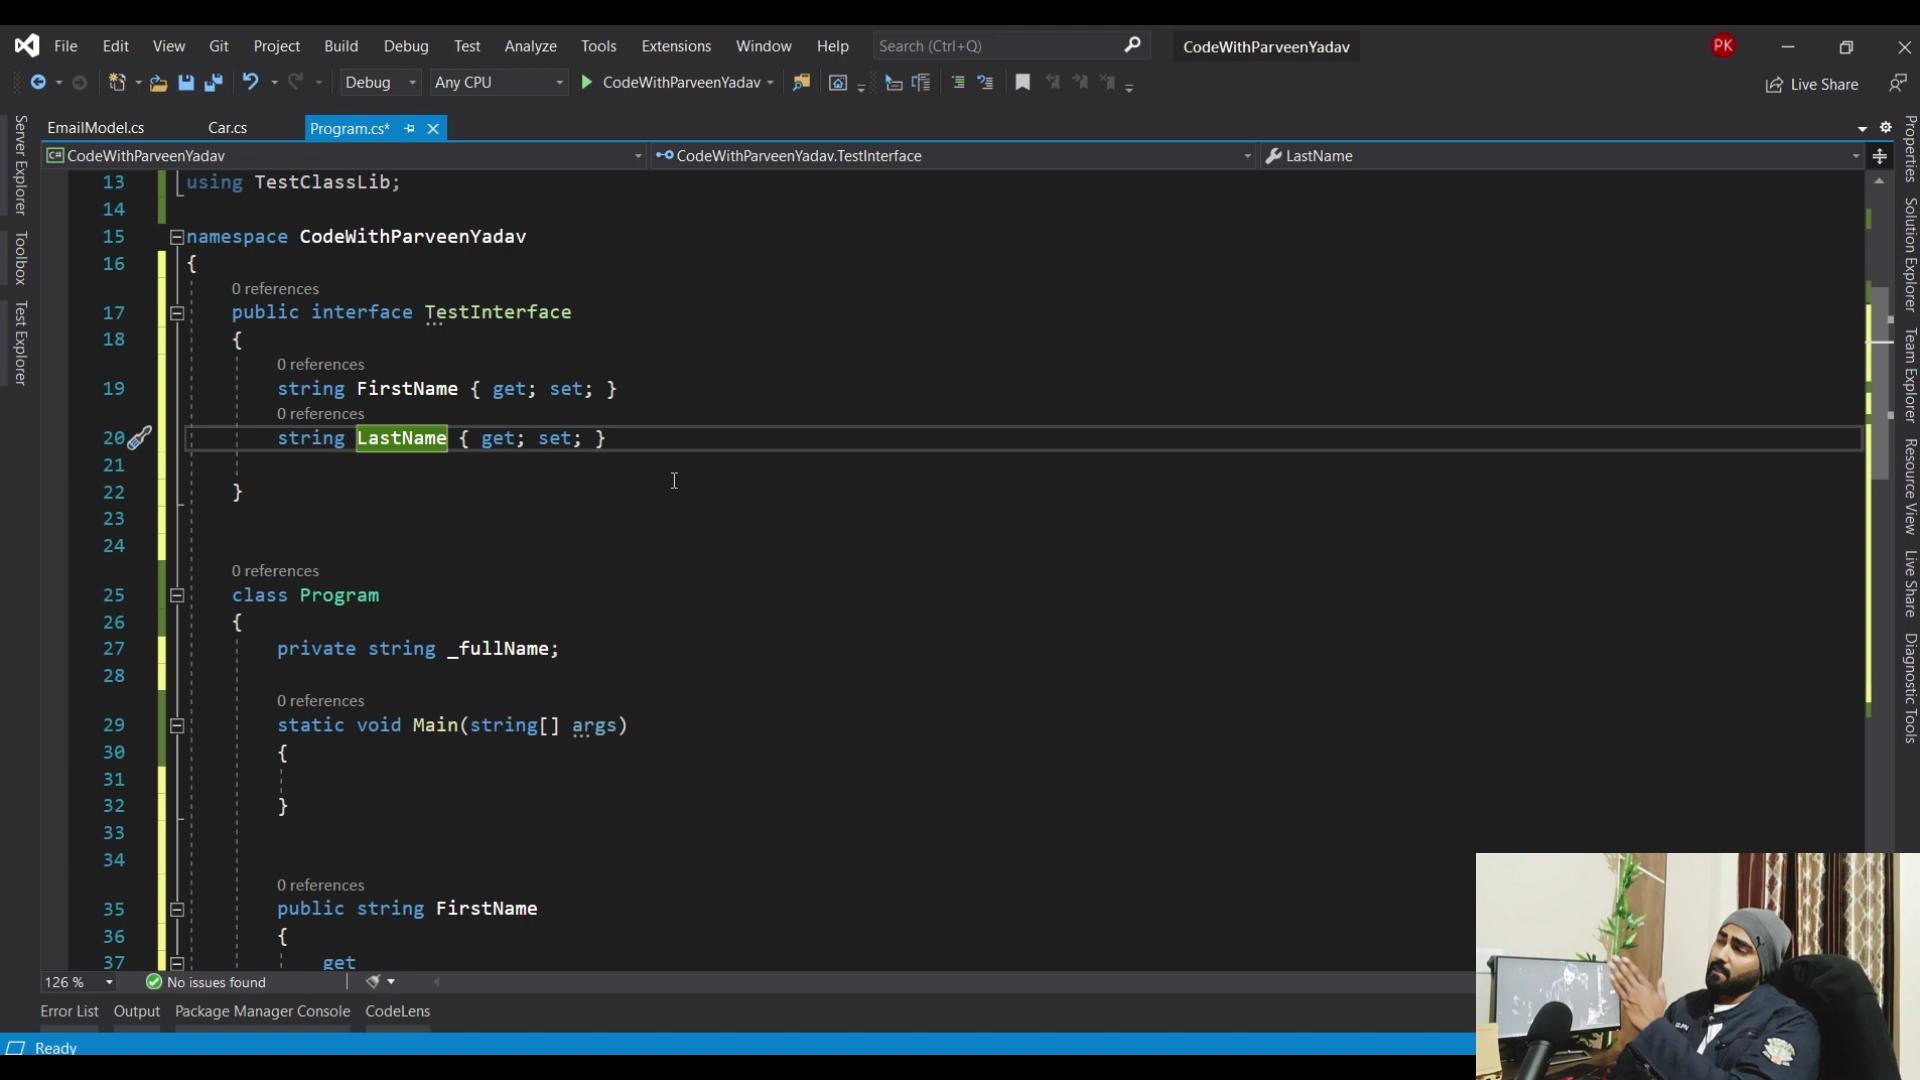 File Edit View Git Project Build Debug Test Analyze Tools Extensions Window Help Search (Ctrl+Q) CodeWithParveenYadav PK
Debug Any CPU CodeWithParveenYadav Live Share
EmailModel.cs Car.cs Program.cs*
C# CodeWithParveenYadav CodeWithParveenYadav.TestInterface LastName
Server Explorer
Toolbox
Test Explorer
13 using TestClassLib;
14
15 namespace CodeWithParveenYadav
16 {
0 references
17 public interface TestInterface
18 {
0 references
19 string FirstName { get; set; }
0 references
20 string LastName { get; set; }
21
22 }
23
24
0 references
25 class Program
26 {
27 private string _fullName;
28
0 references
29 static void Main(string[] args)
30 {
31
32 }
33
34
0 references
35 public string FirstName
36 {
37 get
Properties
Solution Explorer
Team Explorer
Resource View
Live Share
Diagnostic Tools
126 % No issues found
Error List Output Package Manager Console CodeLens
Ready